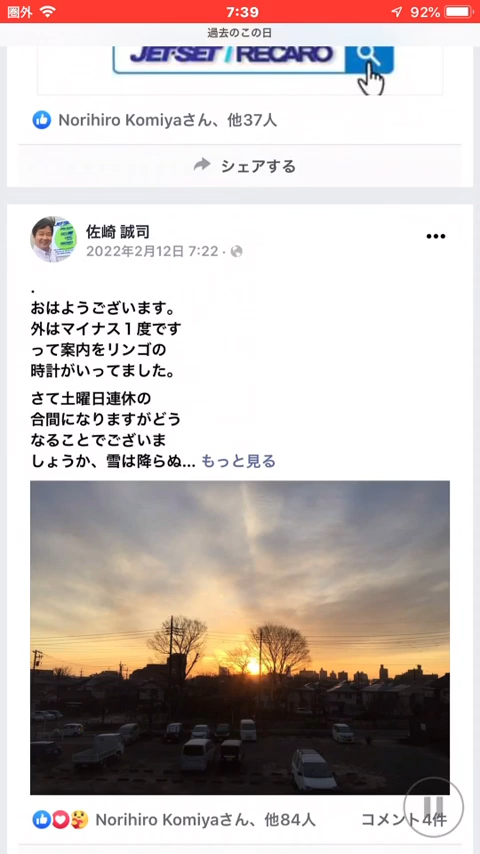 圏外 7:39 92%
過去のこの日
JET-SET / RECARO
Norihiro Komiyaさん、他37人
シェアする
佐崎 誠司
2022年2月12日 7:22 ·
.
おはようございます。
外はマイナス１度です
って案内をリンゴの
時計がいってました。
さて土曜日連休の
合間になりますがどう
なることでございま
しょうか、雪は降らぬ... もっと見る
Norihiro Komiyaさん、他84人 コメント4件